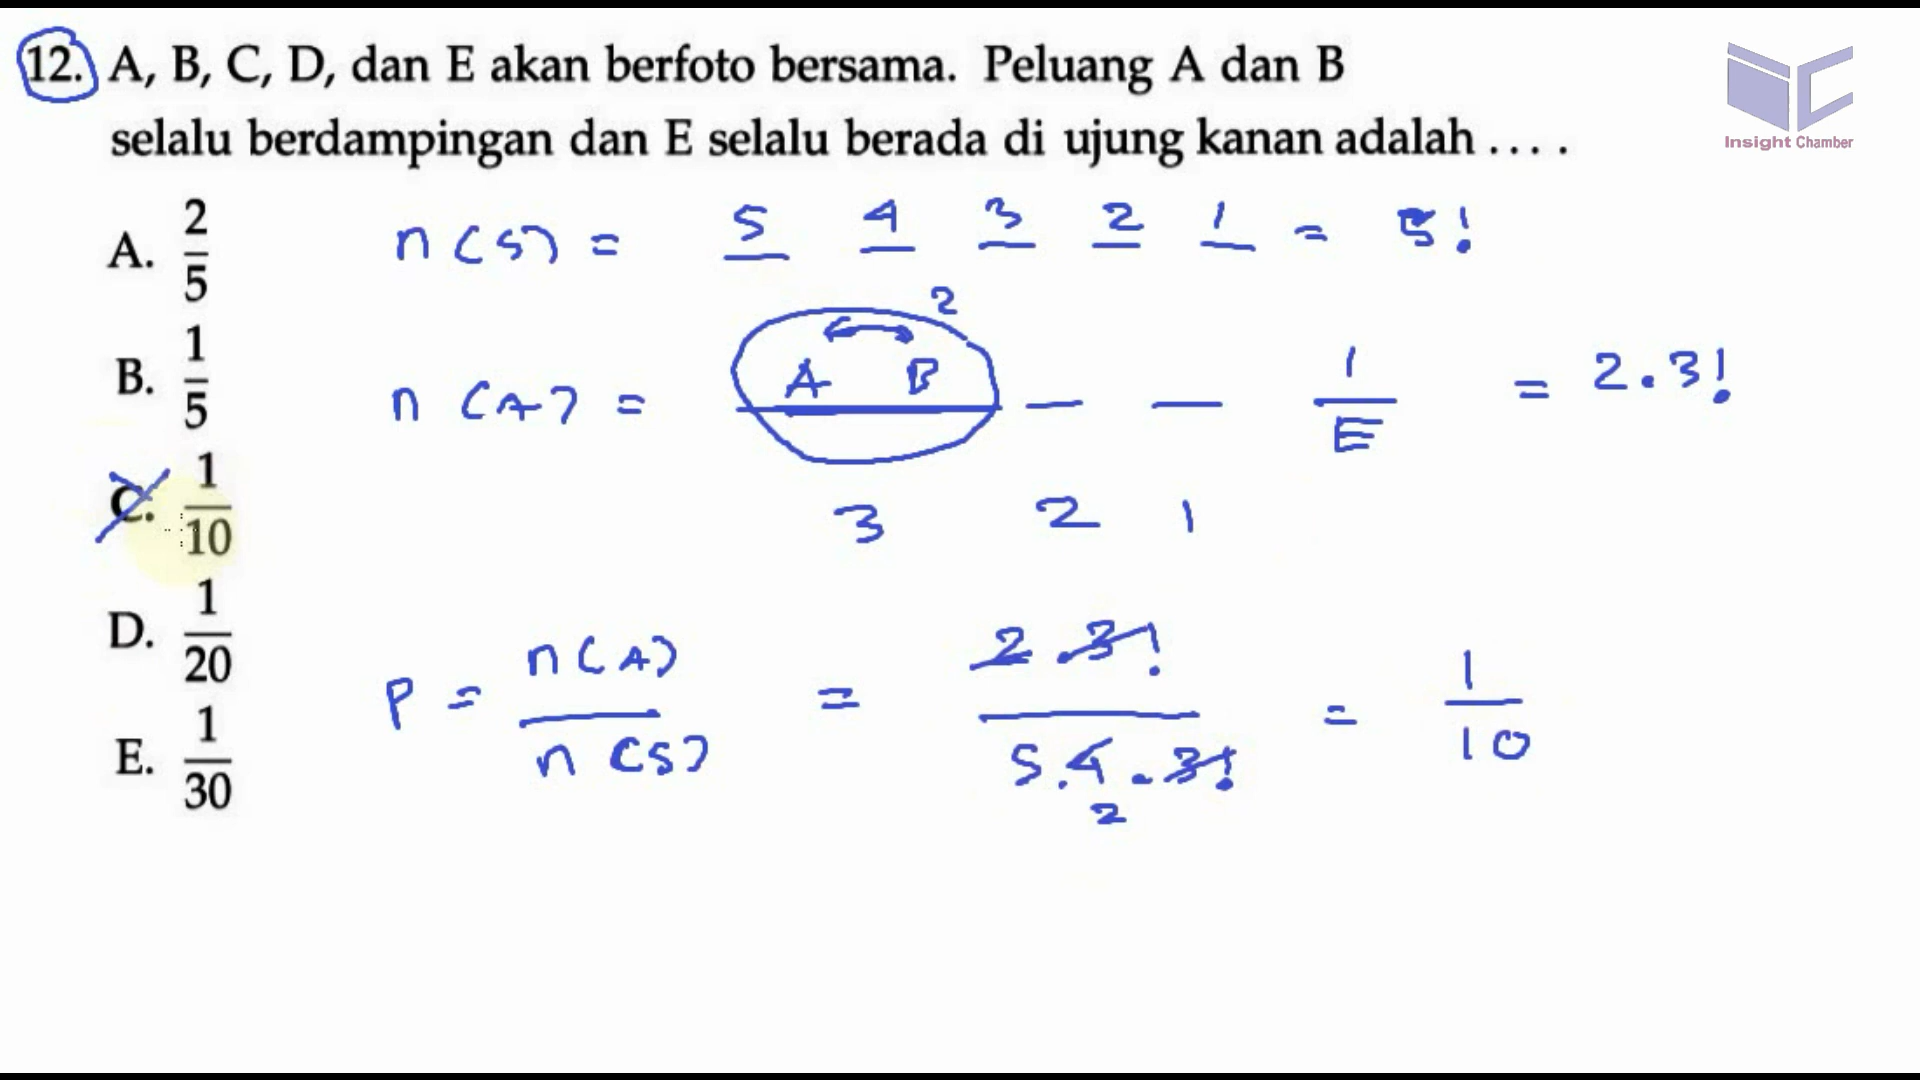 12. A, B, C, D, dan E akan berfoto bersama. Peluang A dan B
selalu berdampingan dan E selalu berada di ujung kanan adalah ....
Insight Chamber
A. 2/5
B. 1/5
C. 1/10
D. 1/20
E. 1/30
n(S) = 5 4 3 2 1 = 5!
2
n(A) = A B _ _ 1 = 2.3!
E
3 2 1
P = n(A)/n(S) = 2.3!/5.4.3! = 1/10
2